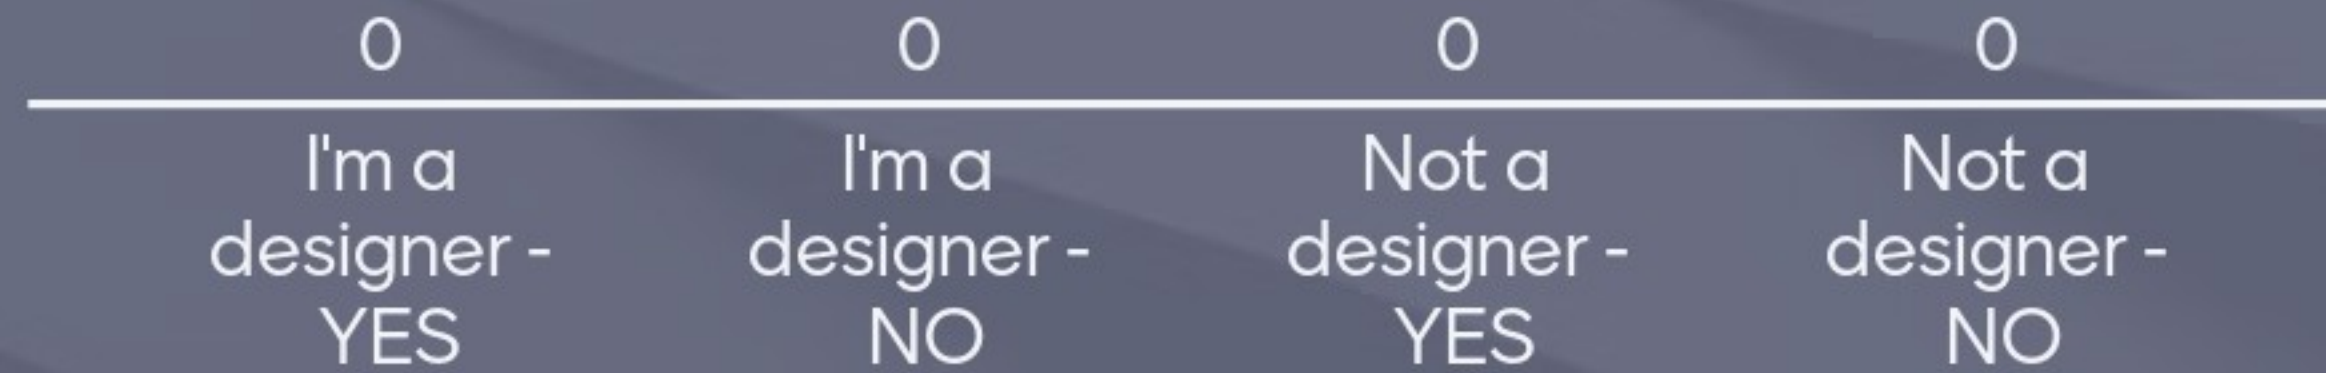 0 0 0 0
I'm a
designer -
YES
I'm a
designer -
NO
Not a
designer -
YES
Not a
designer -
NO